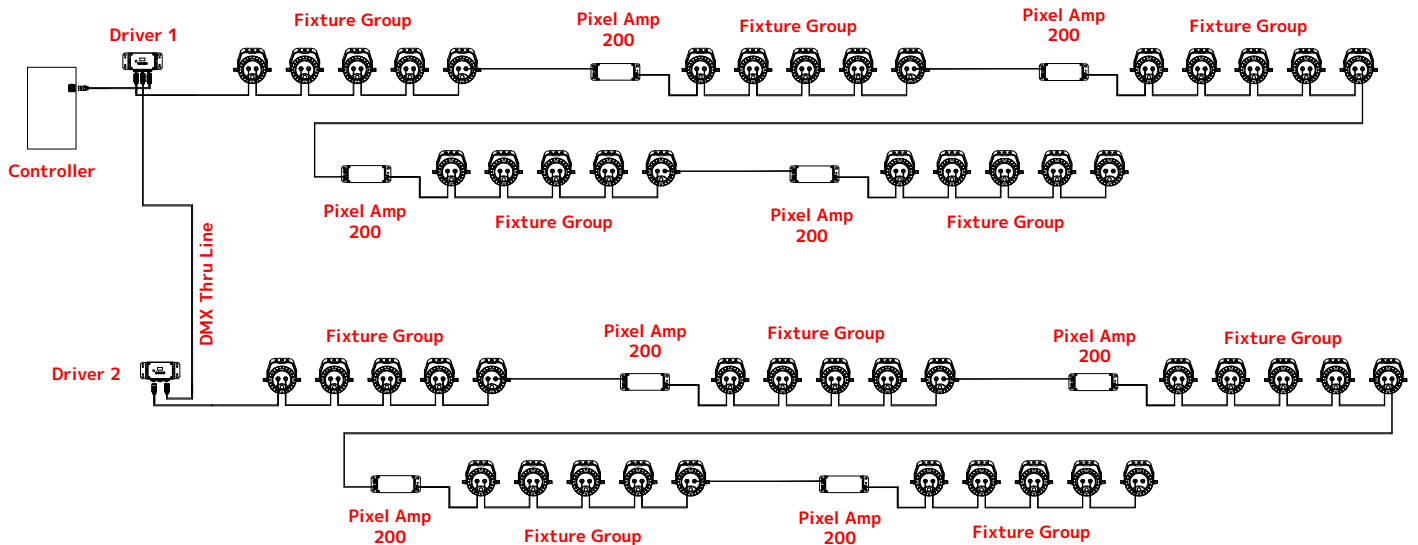 Fixture Group
Pixel Amp
200
Fixture Group
Pixel Amp
200
Fixture Group
Driver 1
Controller
Pixel Amp
200
Fixture Group
Pixel Amp
200
Fixture Group
DMX Thru Line
Driver 2
Fixture Group
Pixel Amp
200
Fixture Group
Pixel Amp
200
Fixture Group
Pixel Amp
200
Fixture Group
Pixel Amp
200
Fixture Group